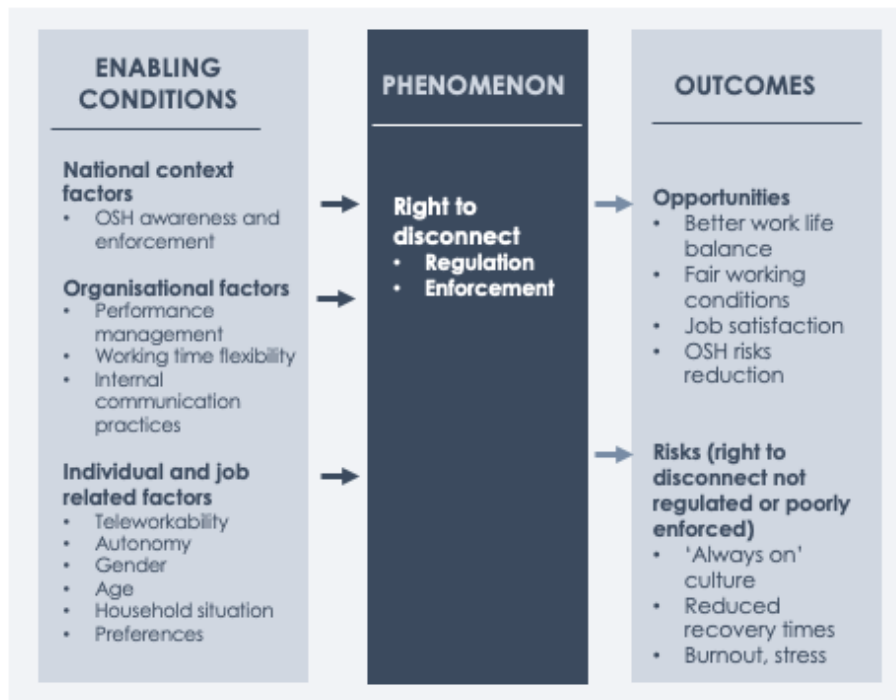 ENABLING
CONDITIONS
National context
factors
• OSH awareness and
enforcement
Organisational factors
• Performance
management
• Working time flexibility
• Internal
communication
practices
Individual and job
related factors
• Teleworkability
• Autonomy
• Gender
• Age
• Household situation
• Preferences
PHENOMENON
Right to
disconnect
• Regulation
• Enforcement
OUTCOMES
Opportunities
• Better work life
balance
• Fair working
conditions
• Job satisfaction
• OSH risks
reduction
Risks (right to
disconnect not
regulated or poorly
enforced)
• ‘Always on’
culture
• Reduced
recovery times
• Burnout, stress